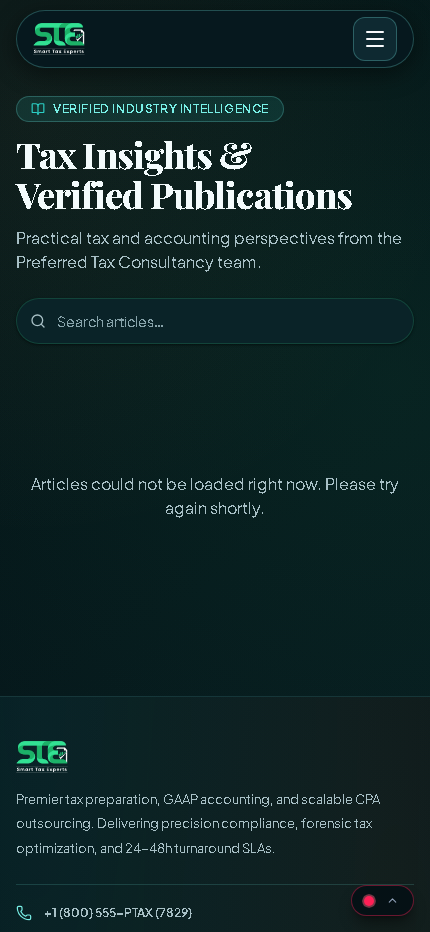 STE
Smart Tax Experts
VERIFIED INDUSTRY INTELLIGENCE
Tax Insights &
Verified Publications
Practical tax and accounting perspectives from the
Preferred Tax Consultancy team.
Search articles...
Articles could not be loaded right now. Please try
again shortly.
STE
Smart Tax Experts
Premier tax preparation, GAAP accounting, and scalable CPA
outsourcing. Delivering precision compliance, forensic tax
optimization, and 24–48h turnaround SLAs.
+1 (800) 555-PTAX (7829)